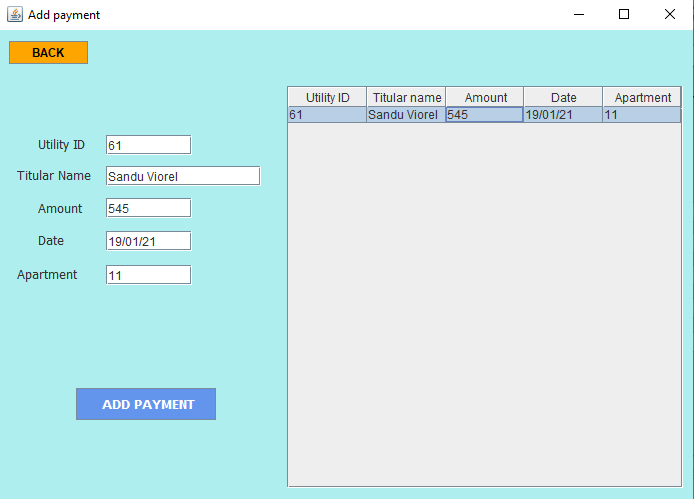 Add payment
BACK
Utility ID Titular name Amount Date Apartment
61 Sandu Viorel 545 19/01/21 11
Utility ID 61
Titular Name Sandu Viorel
Amount 545
Date 19/01/21
Apartment 11
ADD PAYMENT